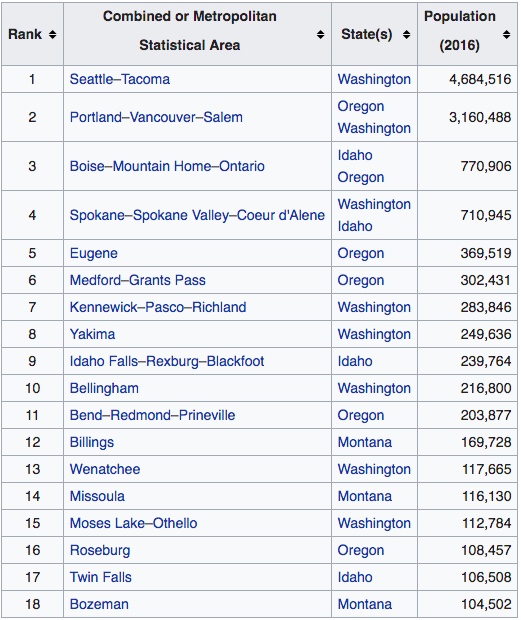 Rank Combined or Metropolitan Statistical Area State(s) Population (2016)
1 Seattle–Tacoma Washington 4,684,516
2 Portland–Vancouver–Salem Oregon Washington 3,160,488
3 Boise–Mountain Home–Ontario Idaho Oregon 770,906
4 Spokane–Spokane Valley–Coeur d'Alene Washington Idaho 710,945
5 Eugene Oregon 369,519
6 Medford–Grants Pass Oregon 302,431
7 Kennewick–Pasco–Richland Washington 283,846
8 Yakima Washington 249,636
9 Idaho Falls–Rexburg–Blackfoot Idaho 239,764
10 Bellingham Washington 216,800
11 Bend–Redmond–Prineville Oregon 203,877
12 Billings Montana 169,728
13 Wenatchee Washington 117,665
14 Missoula Montana 116,130
15 Moses Lake–Othello Washington 112,784
16 Roseburg Oregon 108,457
17 Twin Falls Idaho 106,508
18 Bozeman Montana 104,502